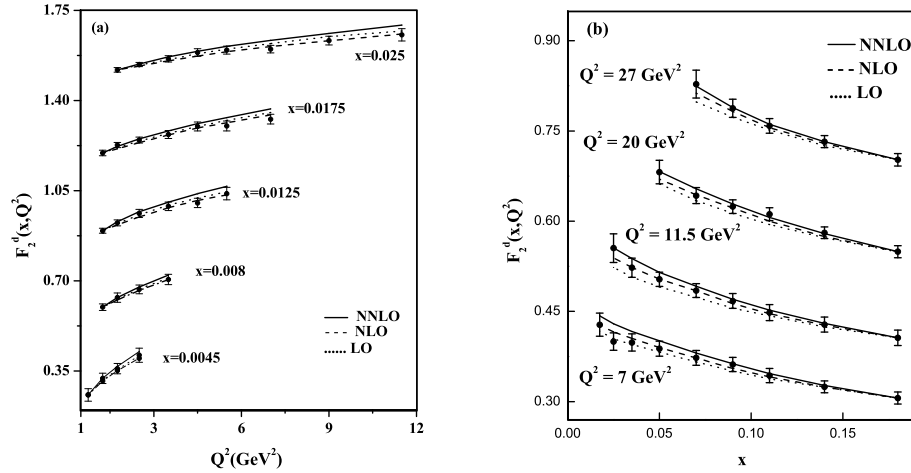 (a)
1.75
1.40
1.05
0.70
0.35
F₂ᵈ(x,Q²)
x=0.025
x=0.0175
x=0.0125
x=0.008
x=0.0045
NNLO
NLO
LO
1 3 6 9 12
Q²(GeV²)
(b)
0.90
0.75
0.60
0.45
0.30
F₂ᵈ(x,Q²)
NNLO
NLO
LO
Q² = 27 GeV²
Q² = 20 GeV²
Q² = 11.5 GeV²
Q² = 7 GeV²
0.00 0.05 0.10 0.15
x